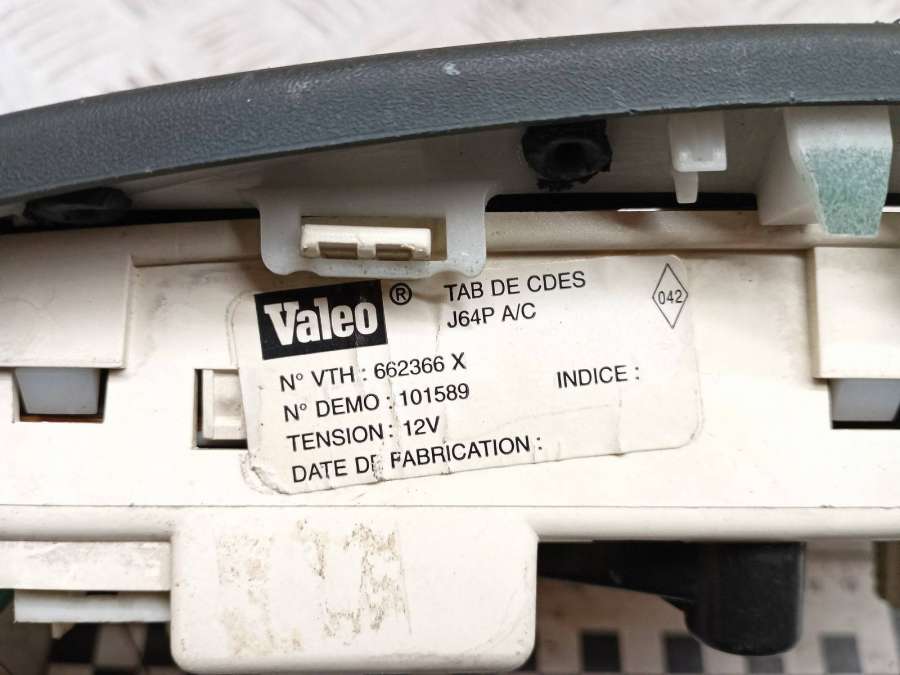 Valeo ® TAB DE CDES
J64P A/C
042
N° VTH : 662366 X
N° DEMO : 101589
INDICE :
TENSION : 12V
DATE DE FABRICATION :